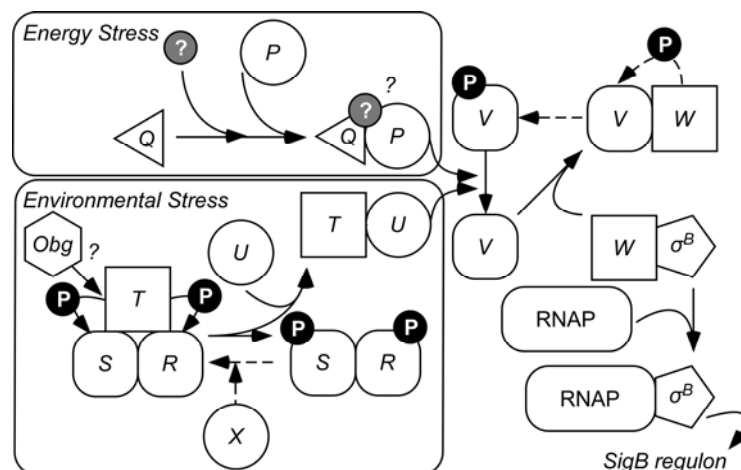 Energy Stress
?
P
?
Q
?
Q
P
P
V
P
V
W
Environmental Stress
Obg
?
T
U
T
U
V
W
σB
P
P
S
R
P
P
S
R
RNAP
X
RNAP
σB
SigB regulon